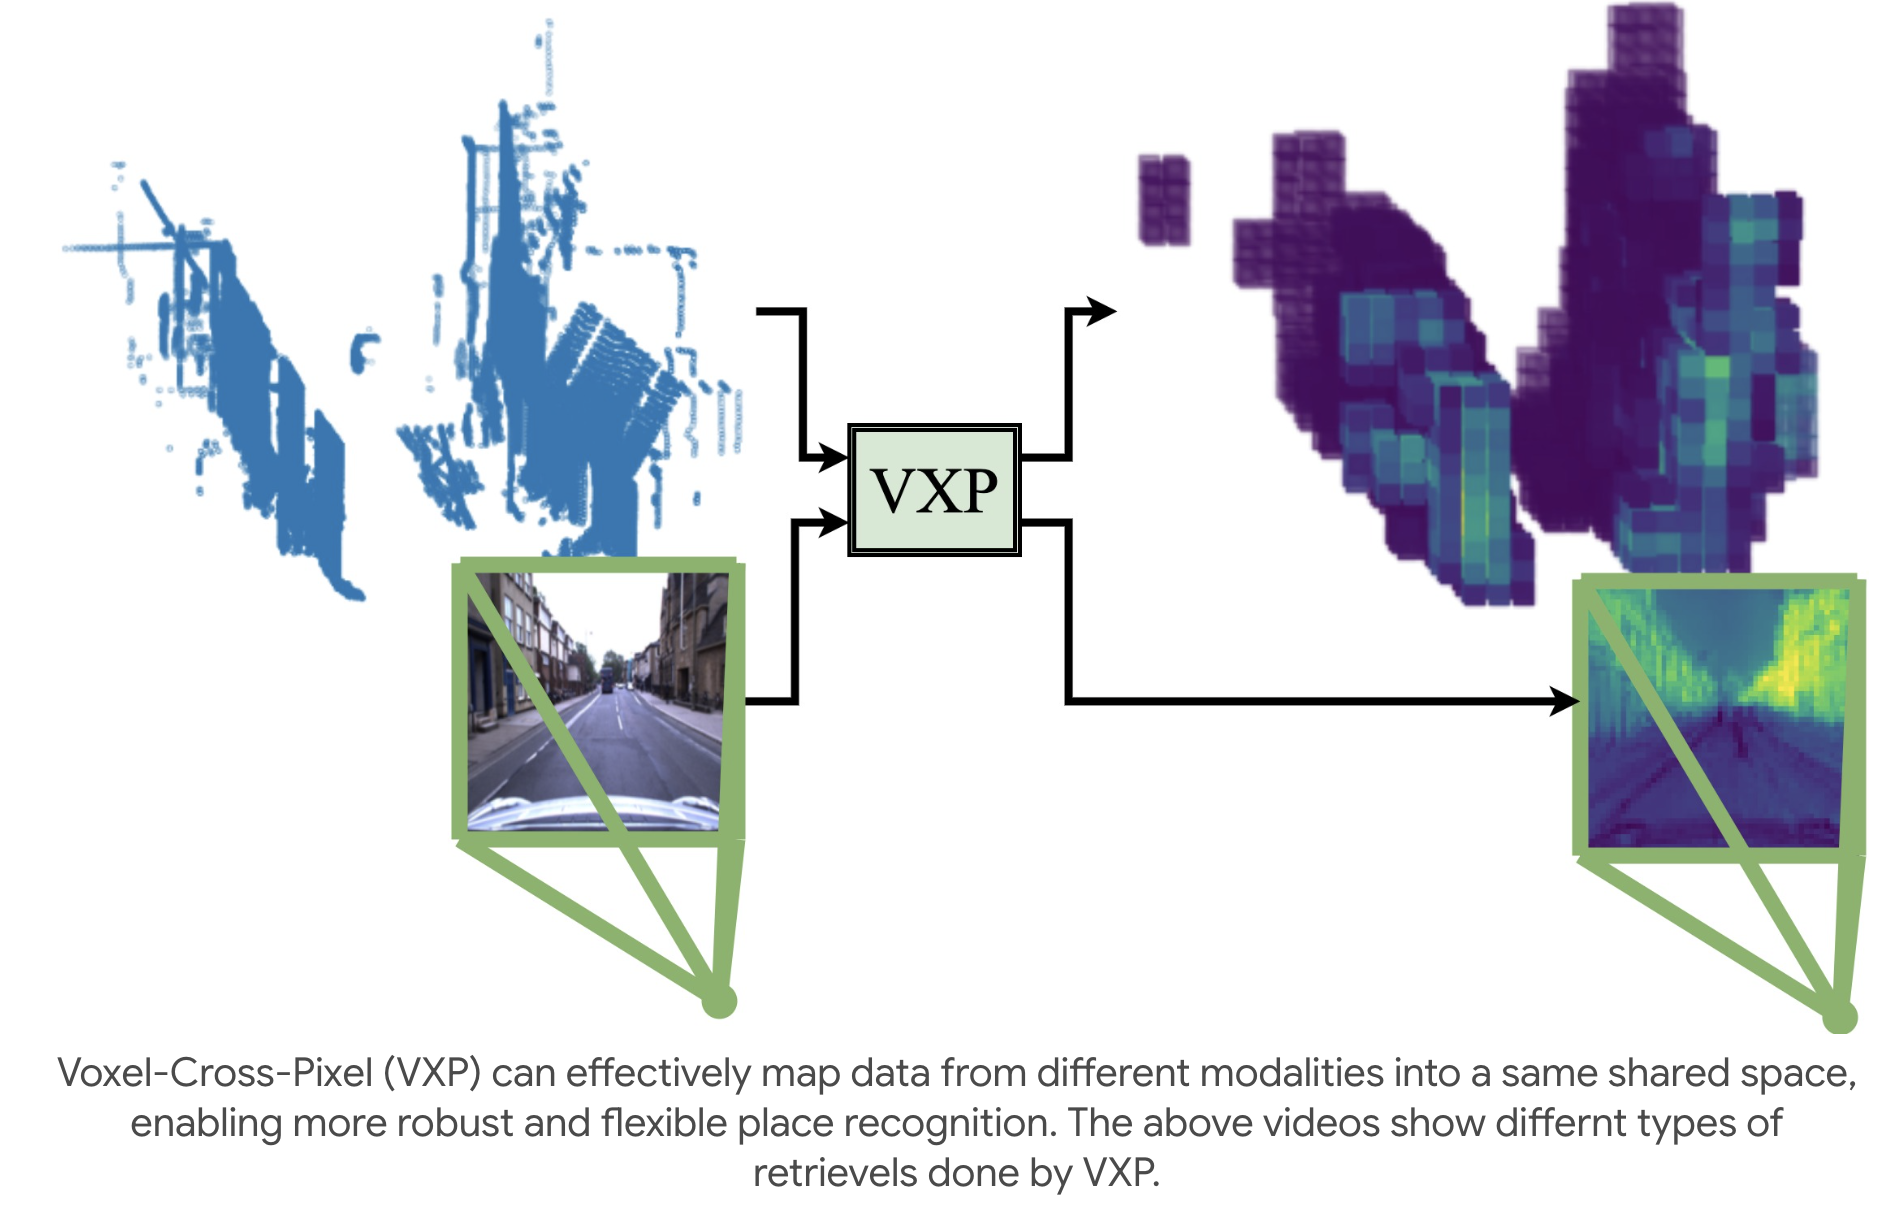 VXP
Voxel-Cross-Pixel (VXP) can effectively map data from different modalities into a same shared space,
enabling more robust and flexible place recognition. The above videos show differnt types of
retrievels done by VXP.